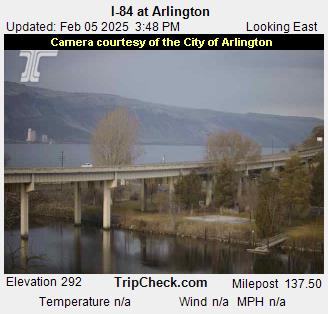 I-84 at Arlington
Updated: Feb 05 2025 3:48 PM Looking East
Camera courtesy of the City of Arlington
Elevation 292 TripCheck.com Milepost 137.50
Temperature n/a Wind n/a MPH n/a